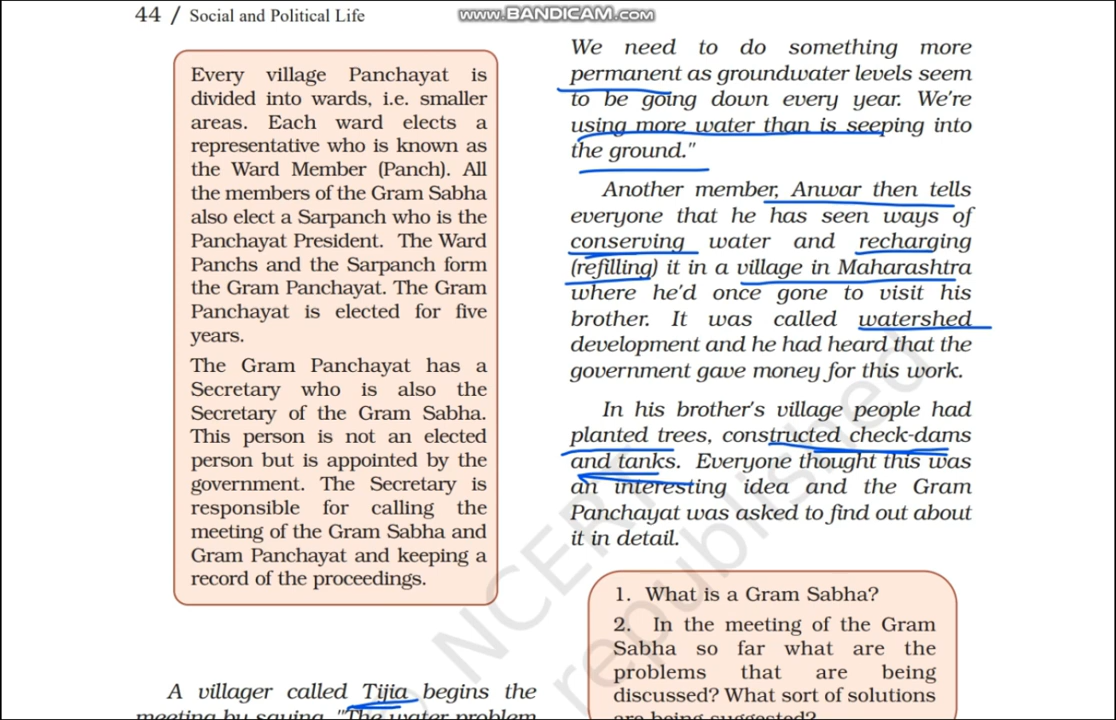 44 / Social and Political Life
www.BANDICAM.com
Every village Panchayat is
divided into wards, i.e. smaller
areas. Each ward elects a
representative who is known as
the Ward Member (Panch). All
the members of the Gram Sabha
also elect a Sarpanch who is the
Panchayat President. The Ward
Panchs and the Sarpanch form
the Gram Panchayat. The Gram
Panchayat is elected for five
years.
The Gram Panchayat has a
Secretary who is also the
Secretary of the Gram Sabha.
This person is not an elected
person but is appointed by the
government. The Secretary is
responsible for calling the
meeting of the Gram Sabha and
Gram Panchayat and keeping a
record of the proceedings.
A villager called Tijia begins the
meeting by saying, "The water problem
We need to do something more
permanent as groundwater levels seem
to be going down every year. We're
using more water than is seeping into
the ground."
Another member, Anwar then tells
everyone that he has seen ways of
conserving water and recharging
(refilling) it in a village in Maharashtra
where he'd once gone to visit his
brother. It was called watershed
development and he had heard that the
government gave money for this work.
In his brother's village people had
planted trees, constructed check-dams
and tanks. Everyone thought this was
an interesting idea and the Gram
Panchayat was asked to find out about
it in detail.
1. What is a Gram Sabha?
2. In the meeting of the Gram
Sabha so far what are the
problems that are being
discussed? What sort of solutions
are being suggested?
NCERT
republished